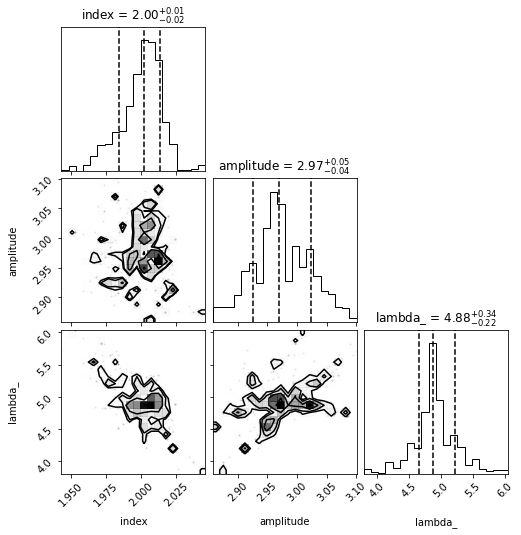 index = 2.00+0.01−0.02
amplitude = 2.97+0.05−0.04
3.10
3.05
3.00
2.95
2.90
amplitude
lambda_ = 4.88+0.34−0.22
6.0
5.5
5.0
4.5
4.0
lambda_
1.950 1.975 2.000 2.025
2.90 2.95 3.00 3.05 3.10
4.0 4.5 5.0 5.5 6.0
index amplitude lambda_